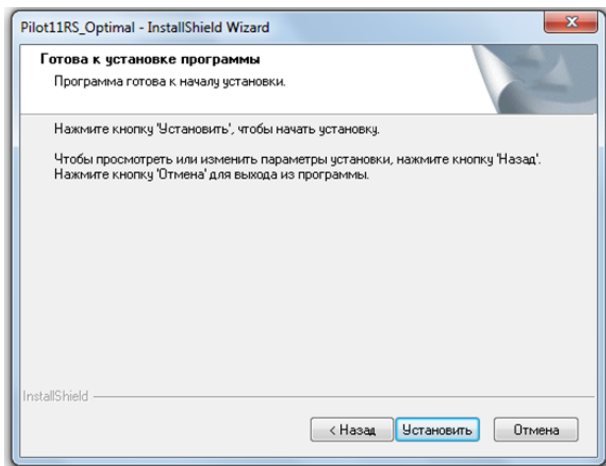 Pilot11RS_Optimal - InstallShield Wizard
Готова к установке программы
Программа готова к началу установки.
Нажмите кнопку 'Установить', чтобы начать установку.
Чтобы просмотреть или изменить параметры установки, нажмите кнопку 'Назад'.
Нажмите кнопку 'Отмена' для выхода из программы.
InstallShield
< Назад Установить Отмена